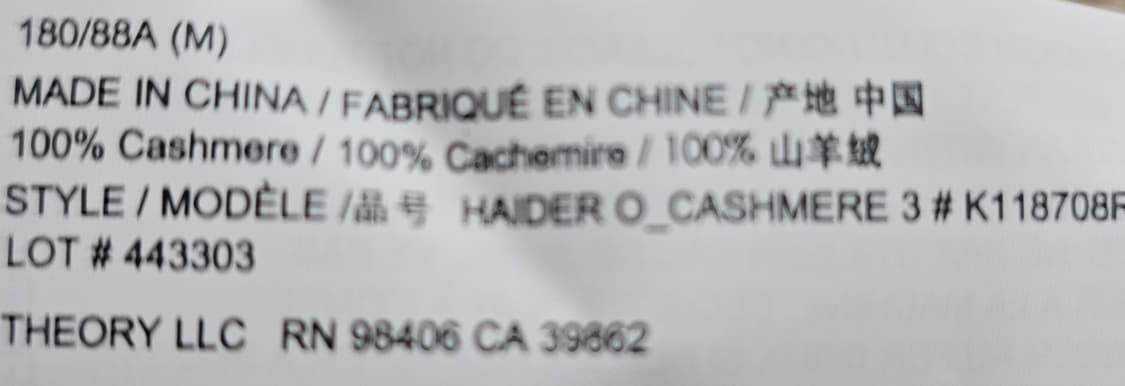 180/88A (M)
MADE IN CHINA / FABRIQUÉ EN CHINE / 产地 中国
100% Cashmere / 100% Cachemire / 100% 山羊绒
STYLE / MODÈLE /品 号 HAIDER O_CASHMERE 3 # K118708F
LOT # 443303
THEORY LLC RN 98406 CA 39862